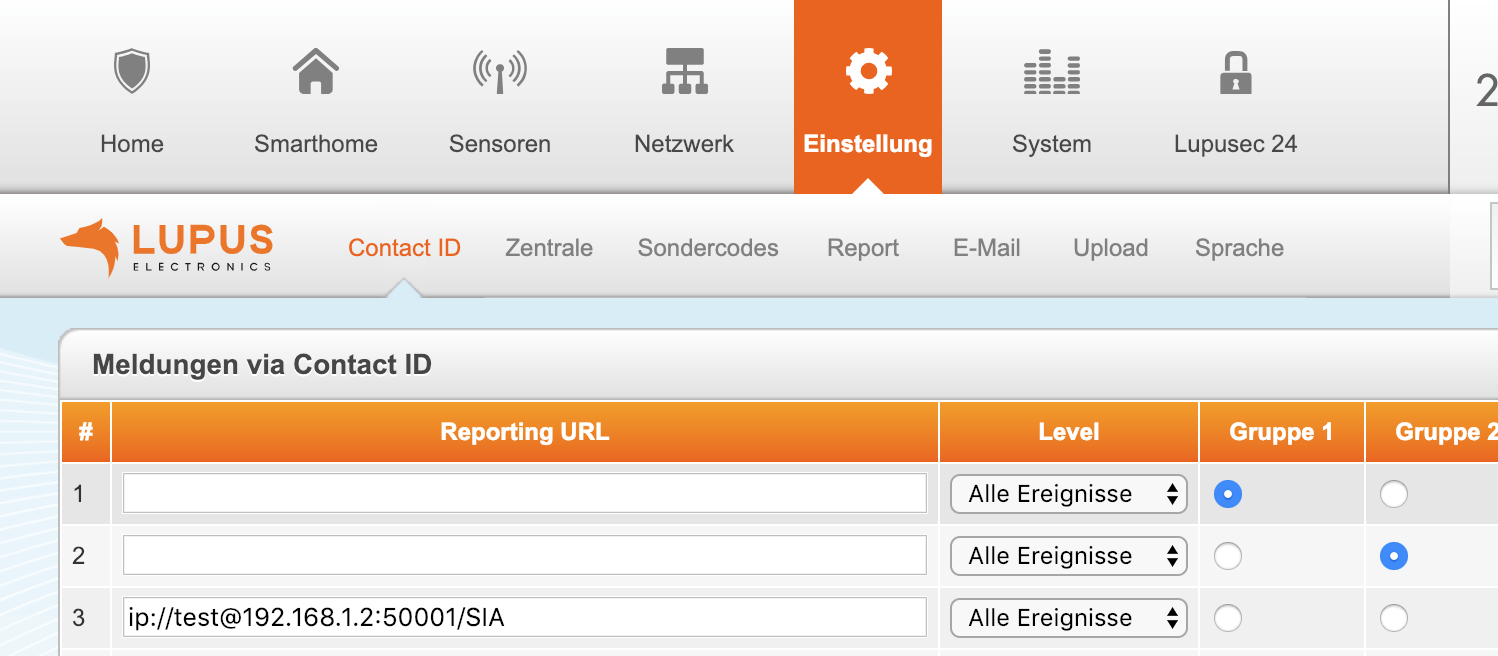 Home Smarthome Sensoren Netzwerk Einstellung System Lupusec 24
2
LUPUS
ELECTRONICS
Contact ID Zentrale Sondercodes Report E-Mail Upload Sprache
Meldungen via Contact ID
# Reporting URL Level Gruppe 1 Gruppe 2
1 Alle Ereignisse
2 Alle Ereignisse
3 ip://test@192.168.1.2:50001/SIA Alle Ereignisse